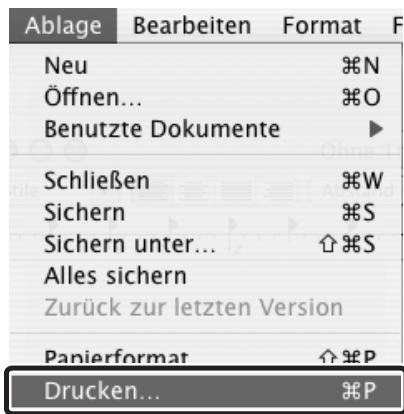 Ablage Bearbeiten Format F
Neu ⌘N
Öffnen... ⌘O
Benutzte Dokumente ▶
Schließen ⌘W
Sichern ⌘S
Sichern unter... ⇧⌘S
Alles sichern
Zurück zur letzten Version
Papierformat ⇧⌘P
Drucken... ⌘P